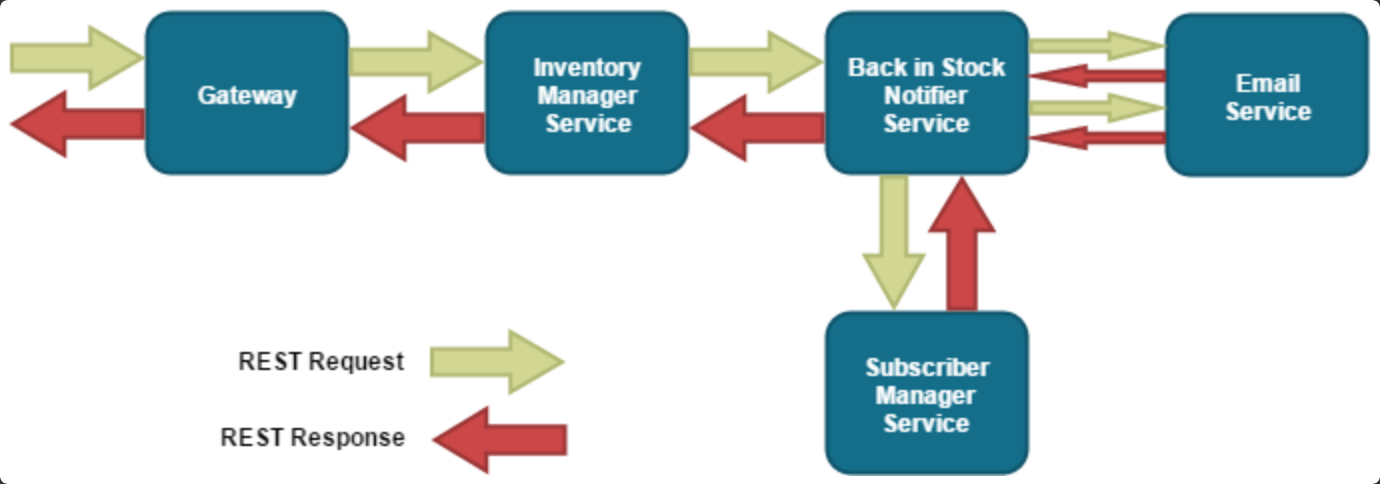 Gateway
Inventory
Manager
Service
Back in Stock
Notifier
Service
Email
Service
Subscriber
Manager
Service
REST Request
REST Response